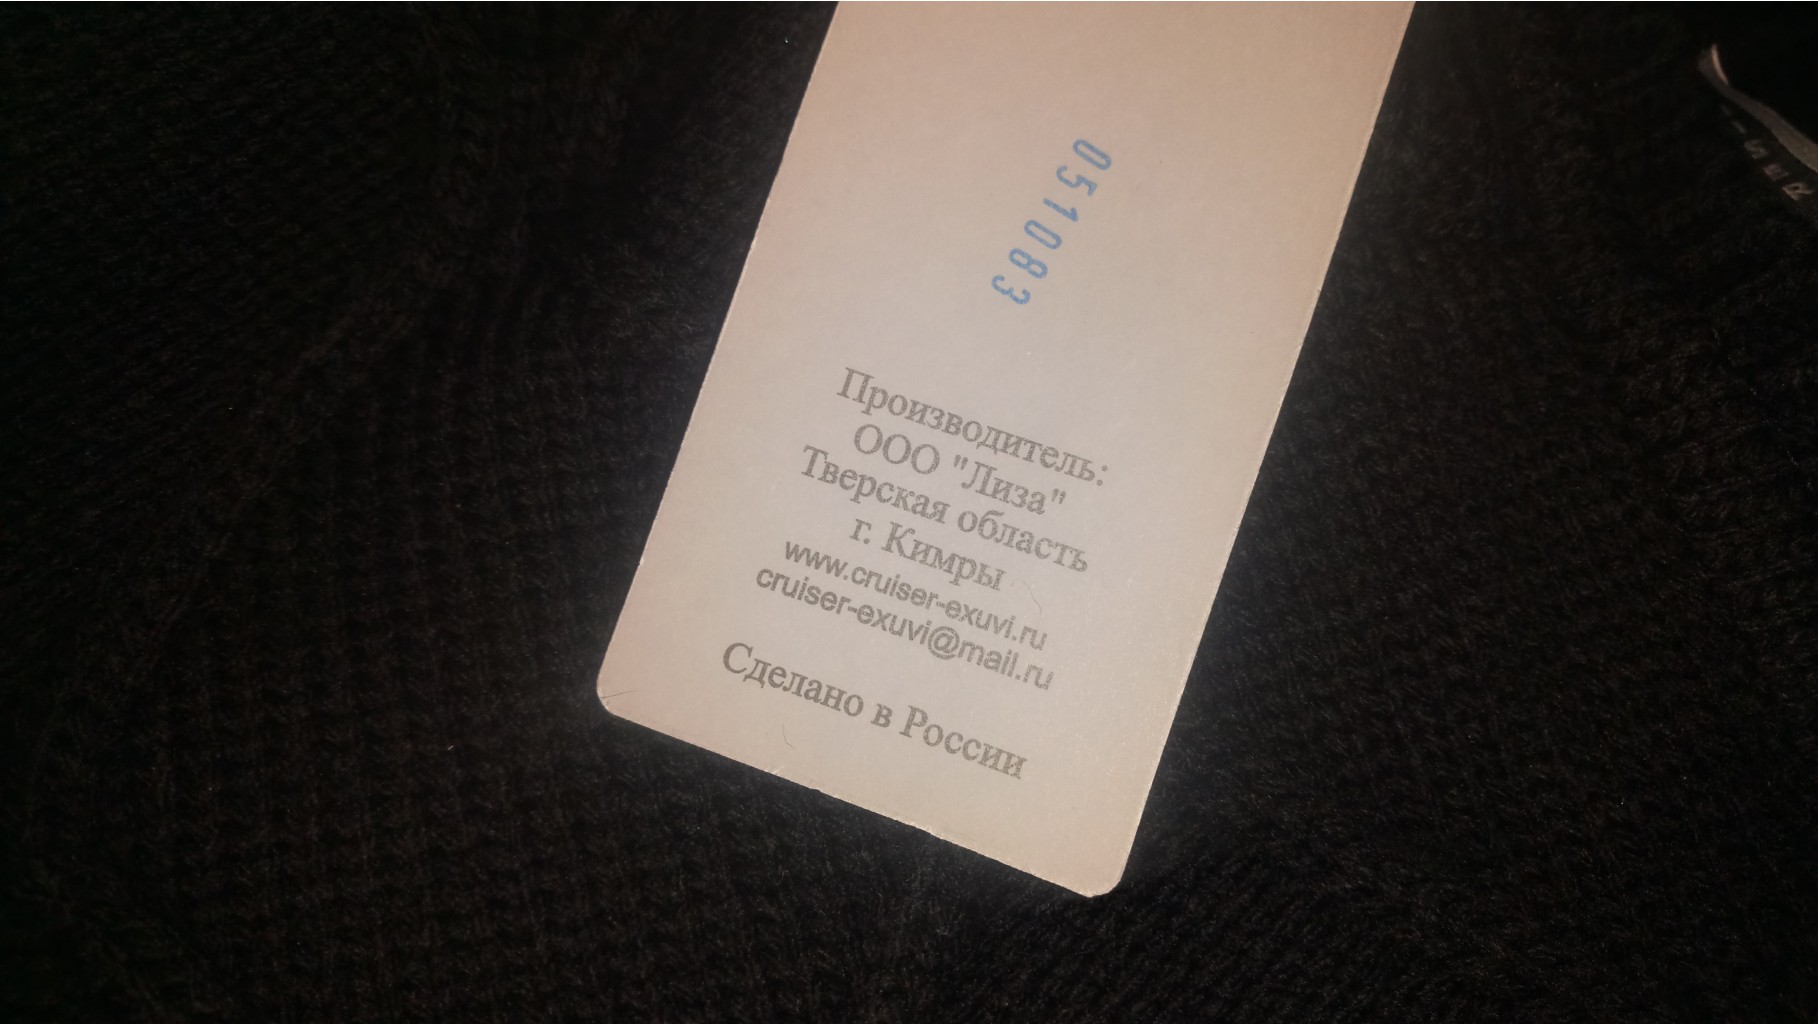 051083
Производитель:
ООО "Лиза"
Тверская область
г. Кимры
www.cruiser-exuvi.ru
cruiser-exuvi@mail.ru
Сделано в России